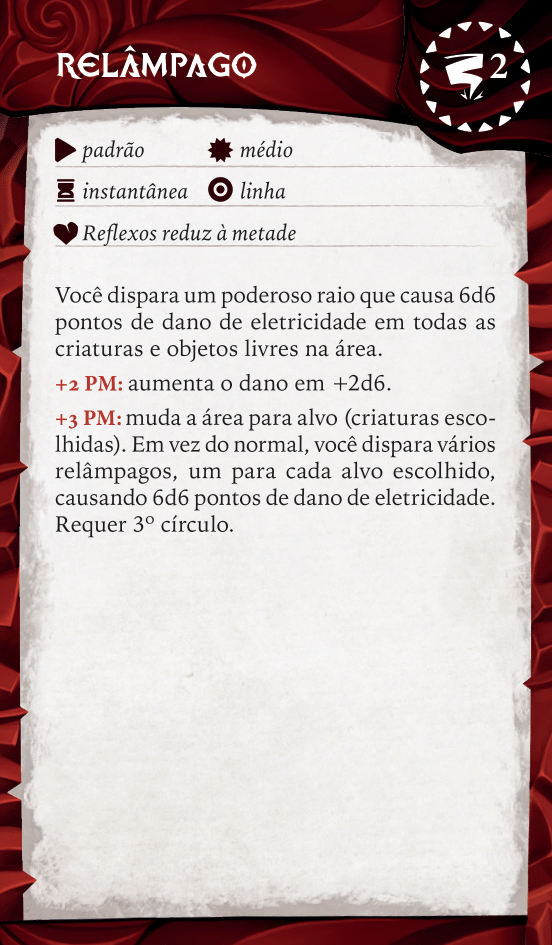 RELÂMPAGO
2
padrão médio
instantânea linha
Reflexos reduz à metade
Você dispara um poderoso raio que causa 6d6
pontos de dano de eletricidade em todas as
criaturas e objetos livres na área.
+2 PM: aumenta o dano em +2d6.
+3 PM: muda a área para alvo (criaturas esco-
lhidas). Em vez do normal, você dispara vários
relâmpagos, um para cada alvo escolhido,
causando 6d6 pontos de dano de eletricidade.
Requer 3º círculo.